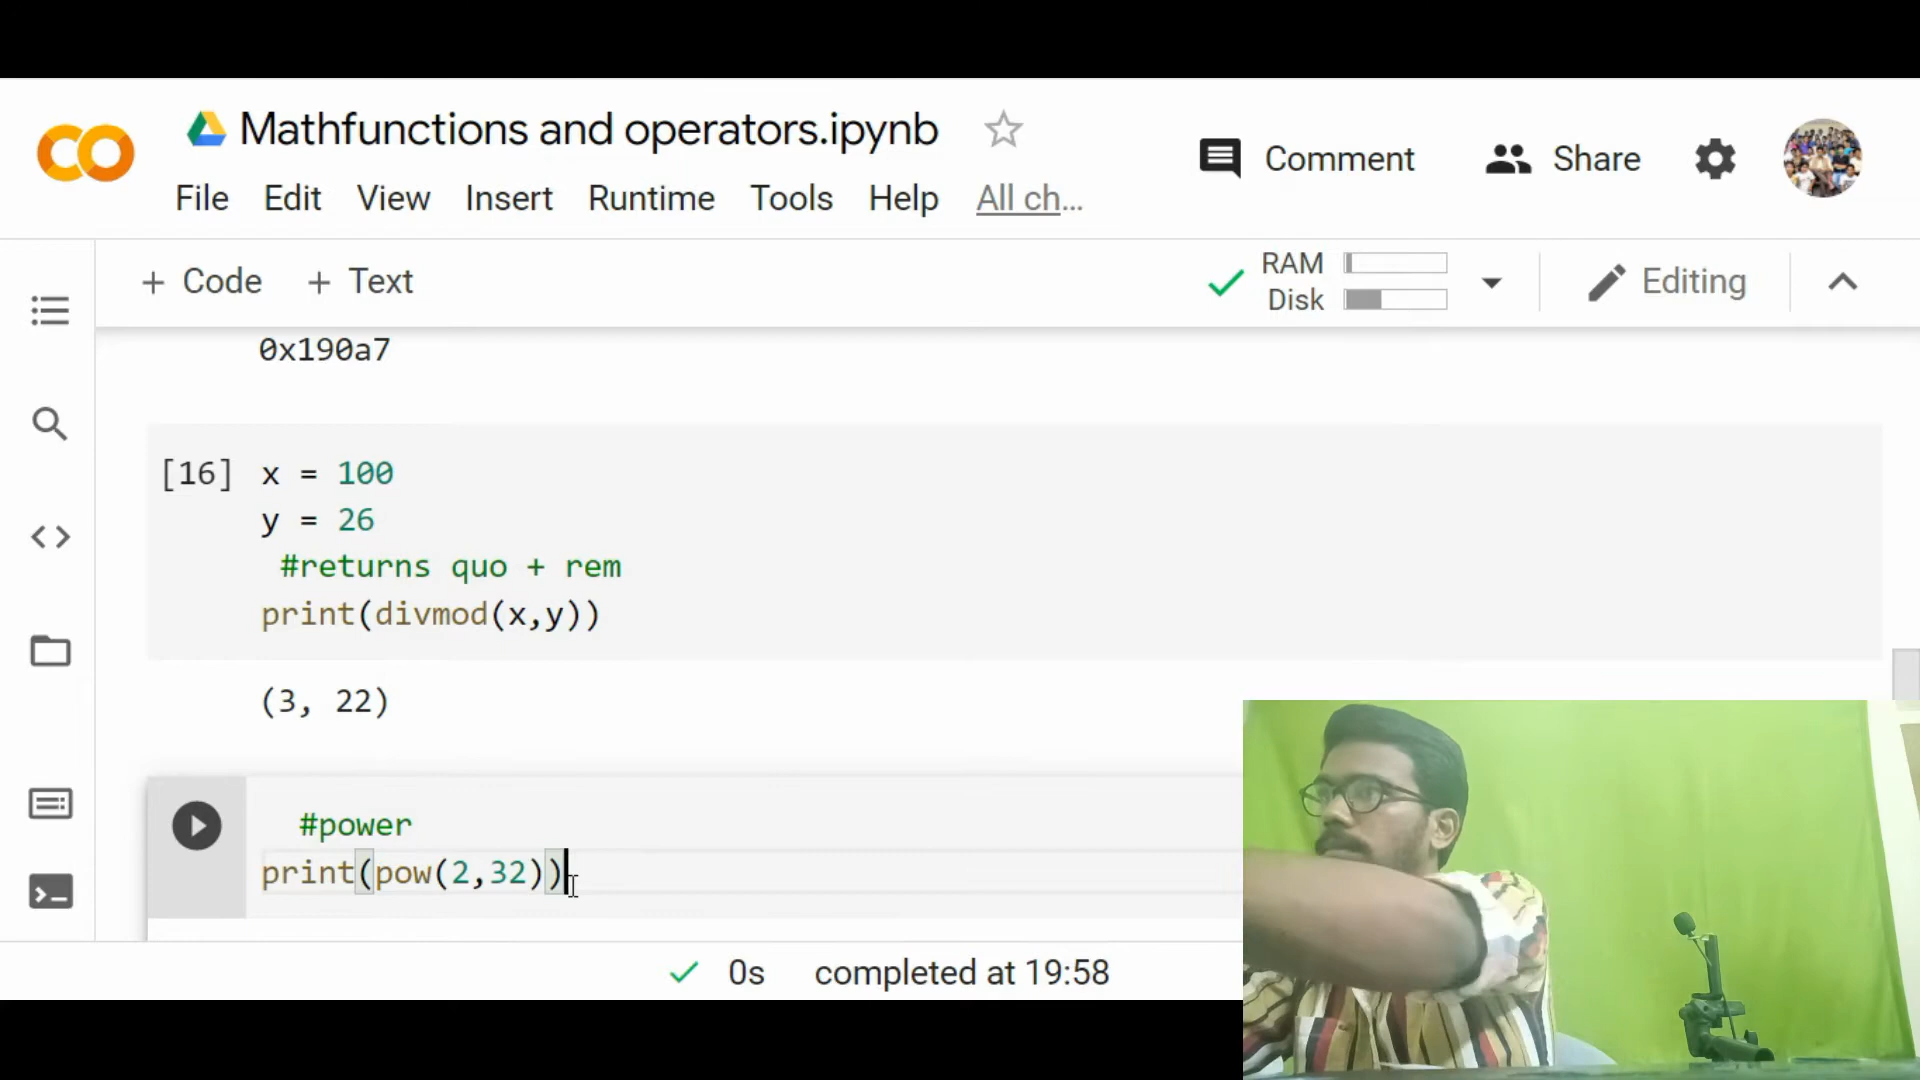 Mathfunctions and operators.ipynb
Comment
Share
File Edit View Insert Runtime Tools Help All ch...
+ Code + Text
RAM
Disk
Editing
0x190a7
[16] x = 100
y = 26
#returns quo + rem
print(divmod(x,y))
(3, 22)
#power
print(pow(2,32))
0s completed at 19:58